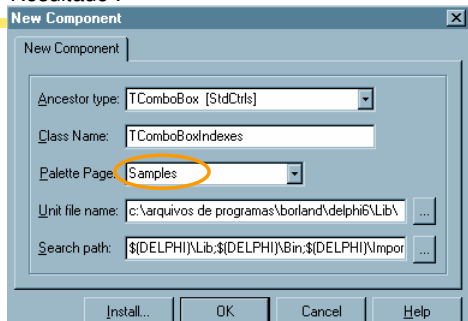 New Component
New Component
Ancestor type: TComboBox [StdCtrls]
Class Name: TComboBoxIndexes
Palette Page: Samples
Unit file name: c:\arquivos de programas\borland\delphi6\Lib\ ...
Search path: $(DELPHI)\Lib;$(DELPHI)\Bin;$(DELPHI)\Impor ...
Install... OK Cancel Help